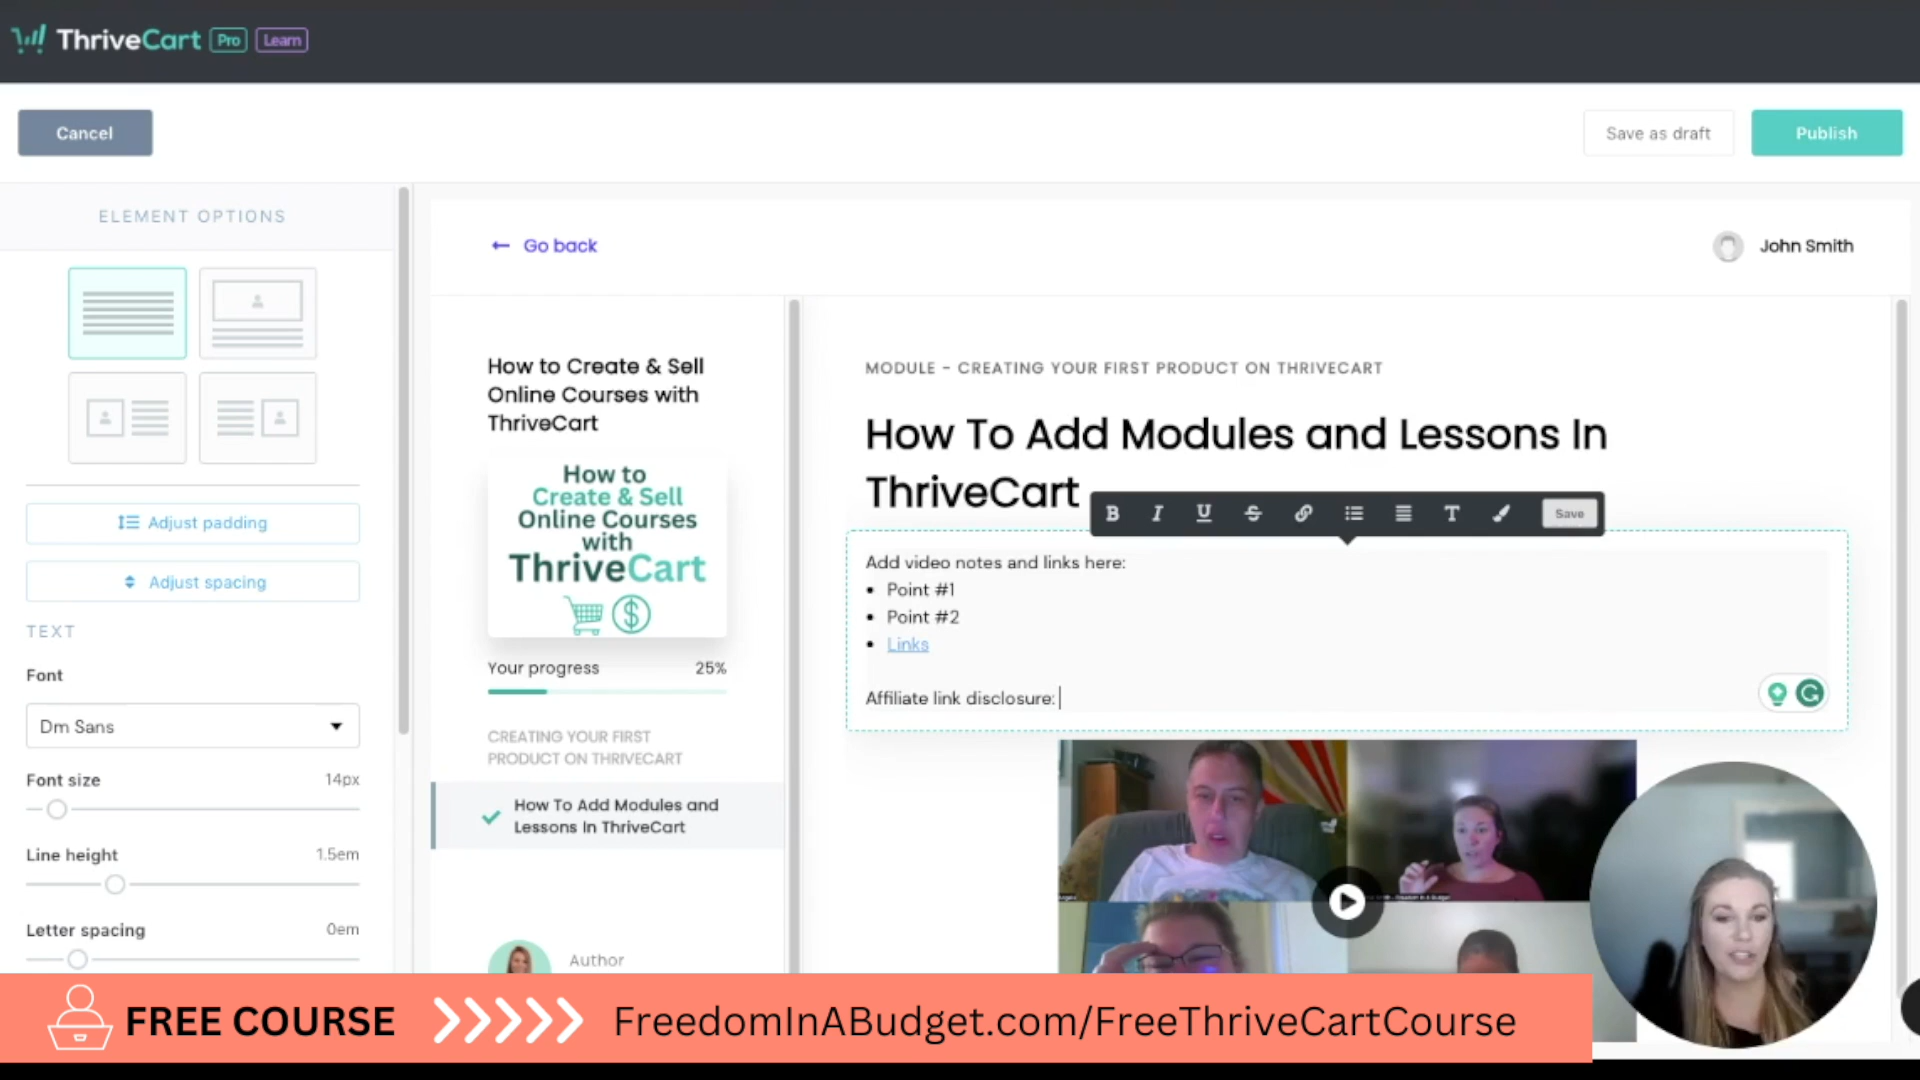 ThriveCart Pro Learn
Cancel
Save as draft
Publish
ELEMENT OPTIONS
Adjust padding
Adjust spacing
TEXT
Font
Dm Sans
Font size 14px
Line height 1.5em
Letter spacing 0em
← Go back
John Smith
How to Create & Sell
Online Courses with
ThriveCart
How to
Create & Sell
Online Courses
with
ThriveCart
Your progress 25%
CREATING YOUR FIRST
PRODUCT ON THRIVECART
How To Add Modules and
Lessons In ThriveCart
Author
MODULE - CREATING YOUR FIRST PRODUCT ON THRIVECART
How To Add Modules and Lessons In
ThriveCart
B I U S T Save
Add video notes and links here:
• Point #1
• Point #2
• Links
Affiliate link disclosure:
FREE COURSE
FreedomInABudget.com/FreeThriveCartCourse